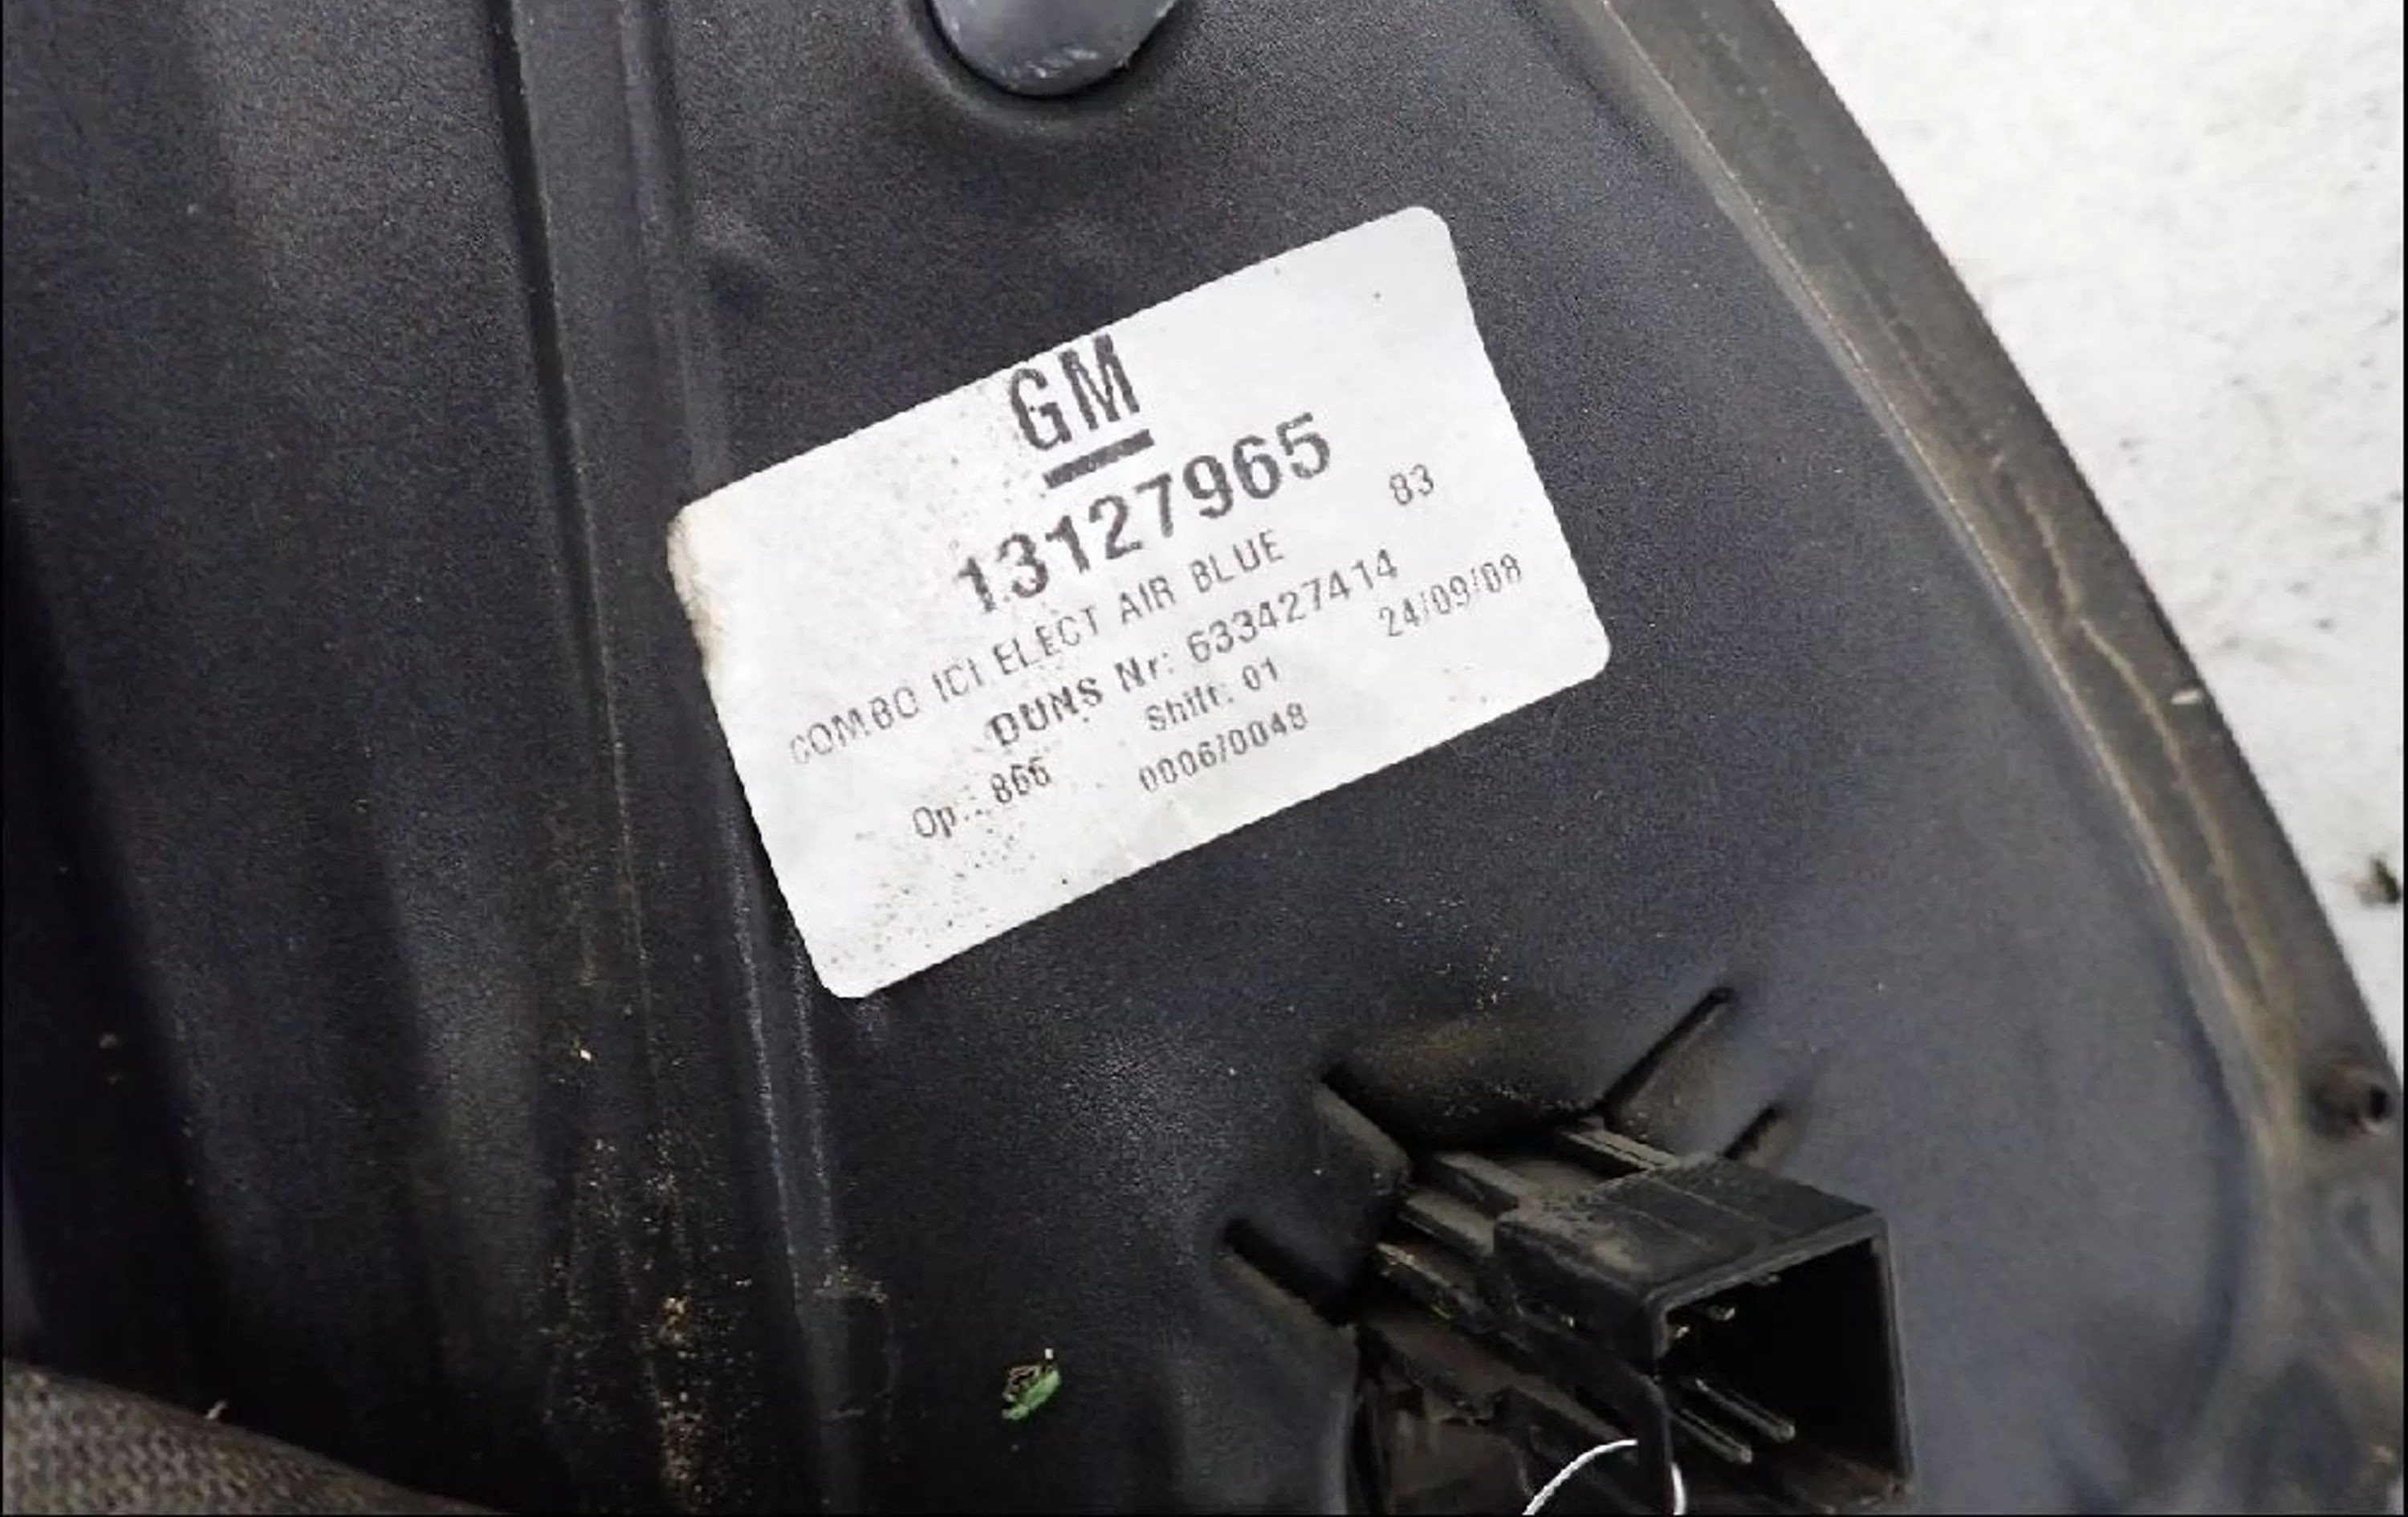 GM
13127965
COMBO ICI ELECT AIR BLUE 83
DUNS Nr: 633427414
Op.: 866 Shift: 01 24/09/08
0006/0048